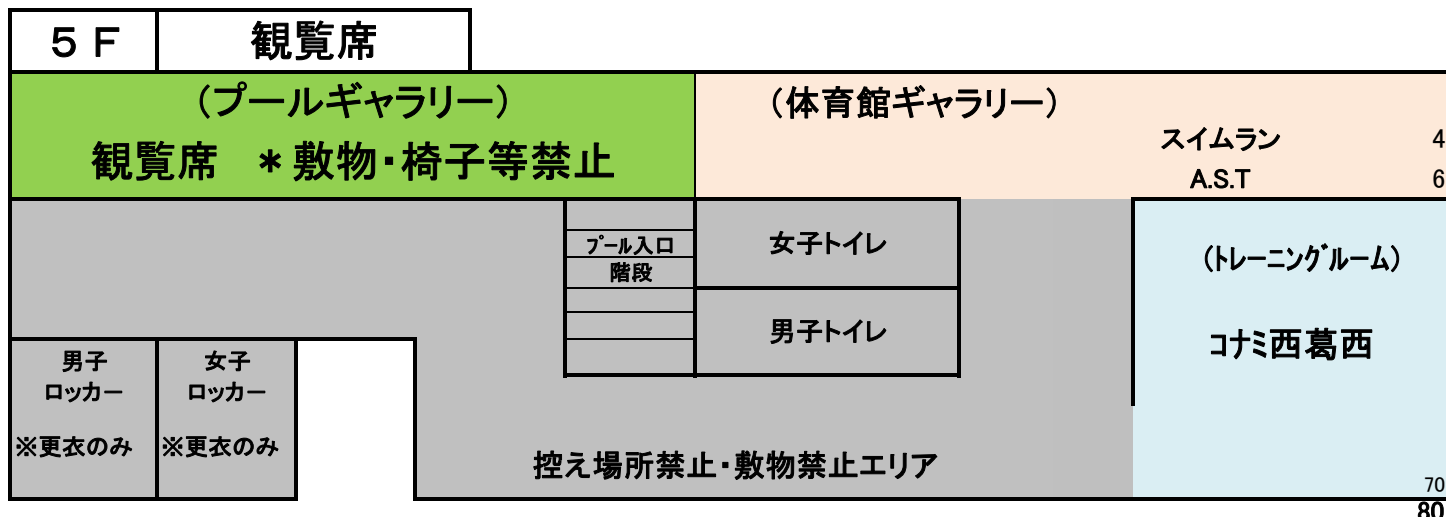 ５Ｆ 観覧席
（プールギャラリー）
観覧席　＊敷物・椅子等禁止
（体育館ギャラリー）
スイムラン 4
A.S.T 6
ﾌﾟｰﾙ入口
階段
女子トイレ
男子トイレ
（ﾄﾚｰﾆﾝｸﾞﾙｰﾑ）
ｺﾅﾐ西葛西
男子
ロッカー
※更衣のみ
女子
ロッカー
※更衣のみ
控え場所禁止・敷物禁止エリア
70
80